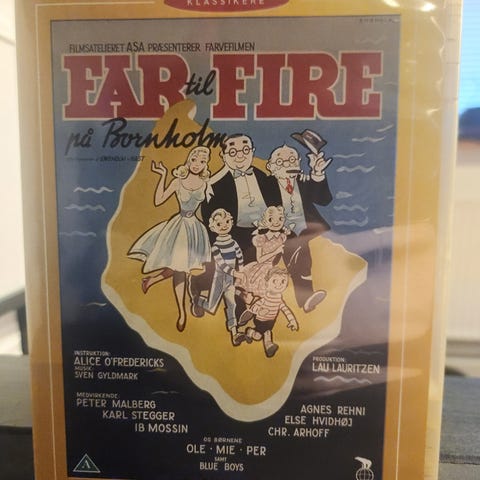 KLASSIKERE
FILMSATELIERET ASA PRÆSENTERER FARVEFILMEN
FAR til FIRE
på Bornholm
INSTRUKTION:
ALICE O'FREDERICKS
MUSIK:
SVEN GYLDMARK
PRODUKTION:
LAU LAURITZEN
MEDVIRKENDE:
PETER MALBERG
KARL STEGGER
IB MOSSIN
AGNES REHNI
ELSE HVIDHØJ
CHR. ARHOFF
OG BØRNENE
OLE · MIE · PER
SAMT
BLUE BOYS
A